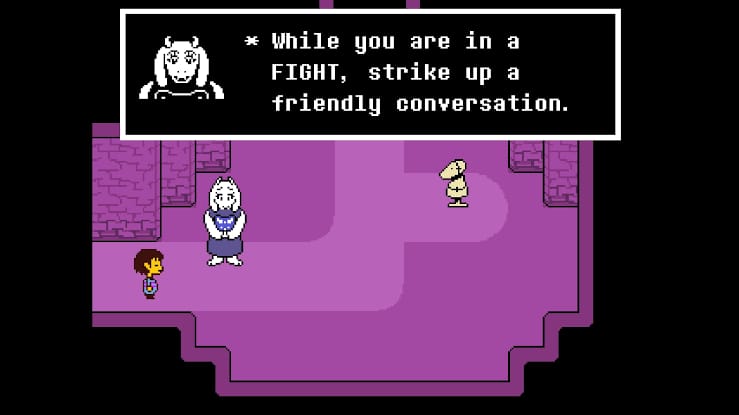 * While you are in a
FIGHT, strike up a
friendly conversation.